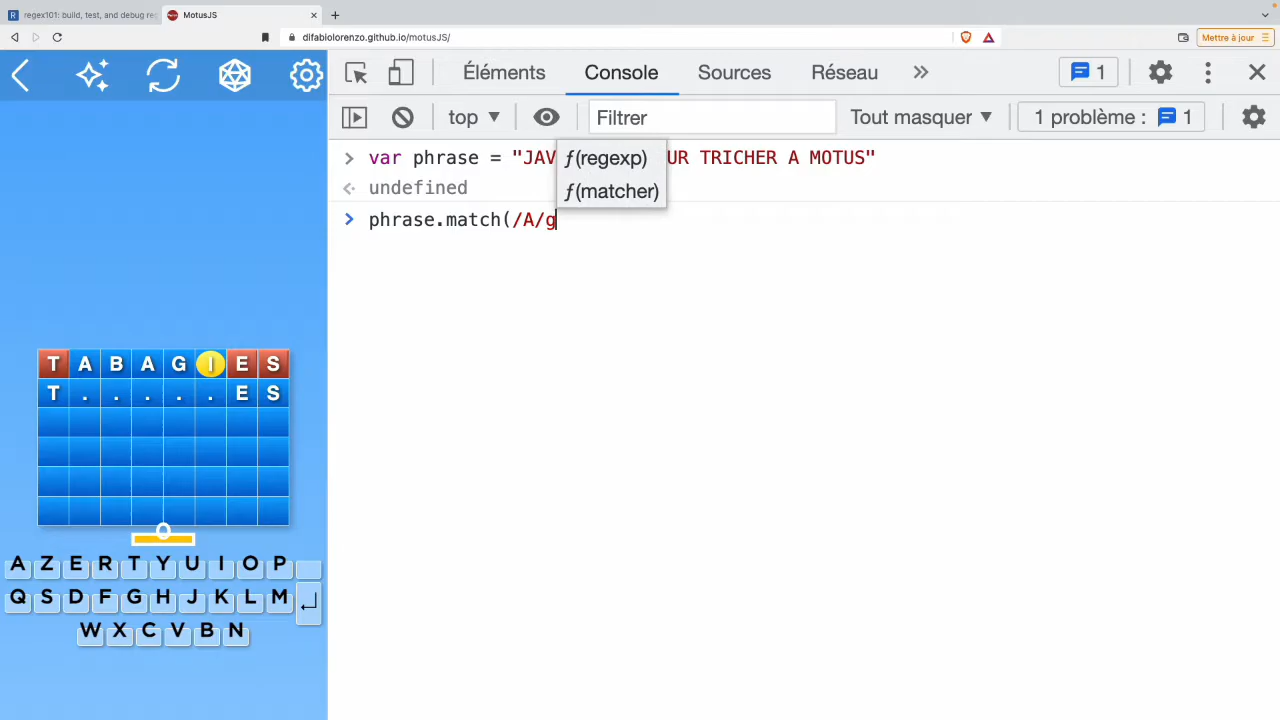 regex101: build, test, and debug re
MotusJS
difabiolorenzo.github.io/motusJS/
Mettre à jour
Éléments
Console
Sources
Réseau
1
top
Filtrer
Tout masquer
1 problème : 1
var phrase = "JAV UR TRICHER A MOTUS"
ƒ(regexp)
ƒ(matcher)
undefined
phrase.match(/A/g
T A B A G I E S
T . . . . . E S
A Z E R T Y U I O P
Q S D F G H J K L M
W X C V B N